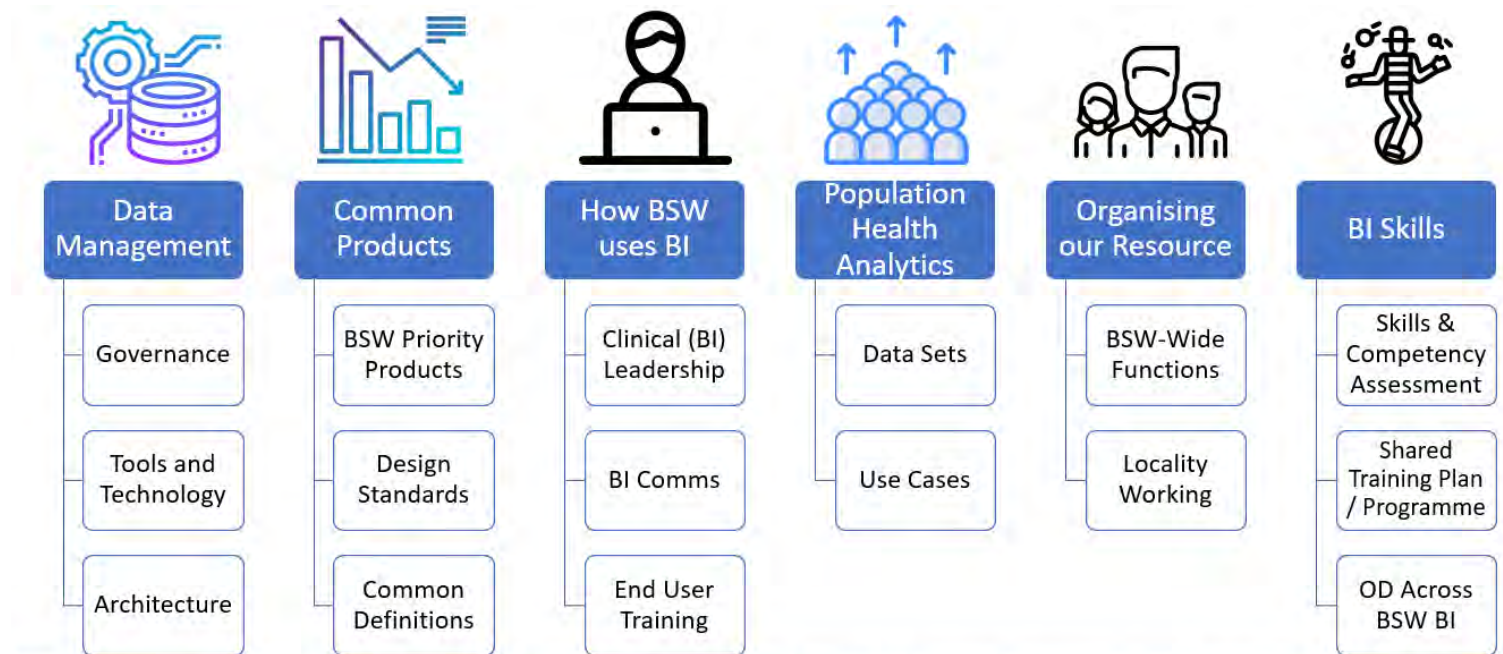 Data
Management
Governance
Tools and
Technology
Architecture
Common
Products
BSW Priority
Products
Design
Standards
Common
Definitions
How BSW
uses BI
Clinical (BI)
Leadership
BI Comms
End User
Training
Population
Health
Analytics
Data Sets
Use Cases
Organising
our Resource
BSW-Wide
Functions
Locality
Working
BI Skills
Skills &
Competency
Assessment
Shared
Training Plan
/ Programme
OD Across
BSW BI